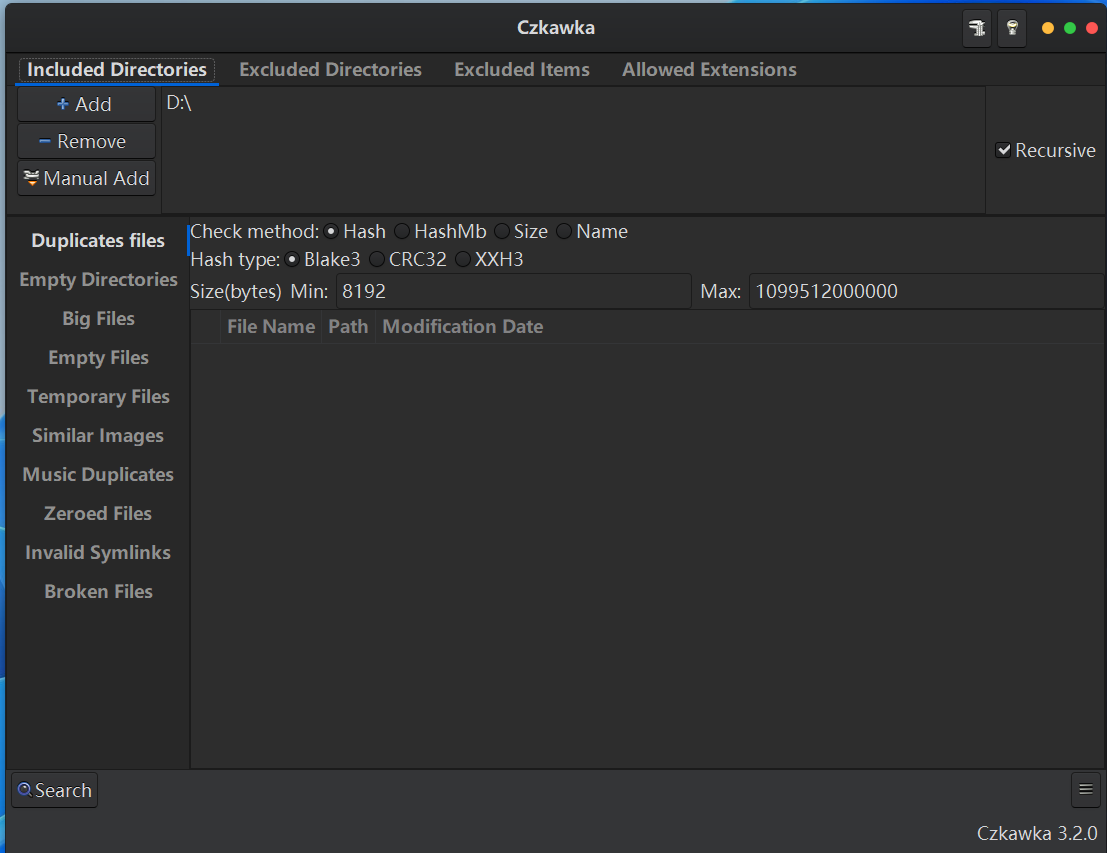 Czkawka
Included Directories Excluded Directories Excluded Items Allowed Extensions
Add
D:\
Remove
Recursive
Manual Add
Duplicates files
Check method: Hash HashMb Size Name
Hash type: Blake3 CRC32 XXH3
Empty Directories
Size(bytes) Min: 8192 Max: 1099512000000
Big Files
File Name Path Modification Date
Empty Files
Temporary Files
Similar Images
Music Duplicates
Zeroed Files
Invalid Symlinks
Broken Files
Search
Czkawka 3.2.0